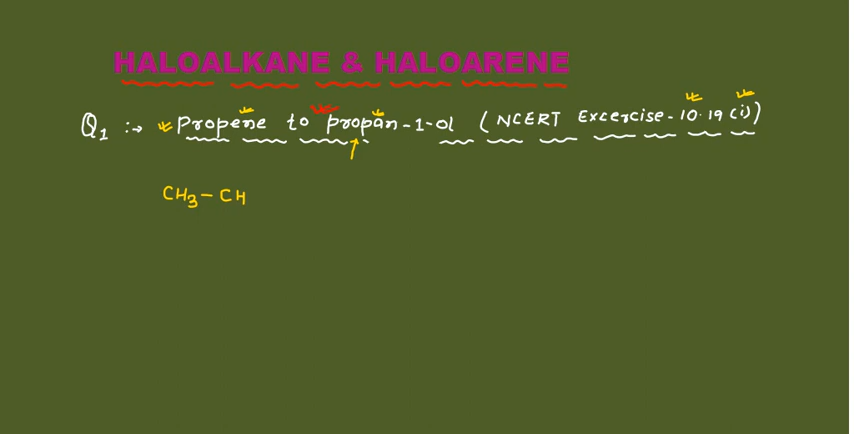 HALOALKANE & HALOARENE
Q1 :→ Propene to propan-1-ol (NCERT Excercise-10.19(i))
CH3-CH